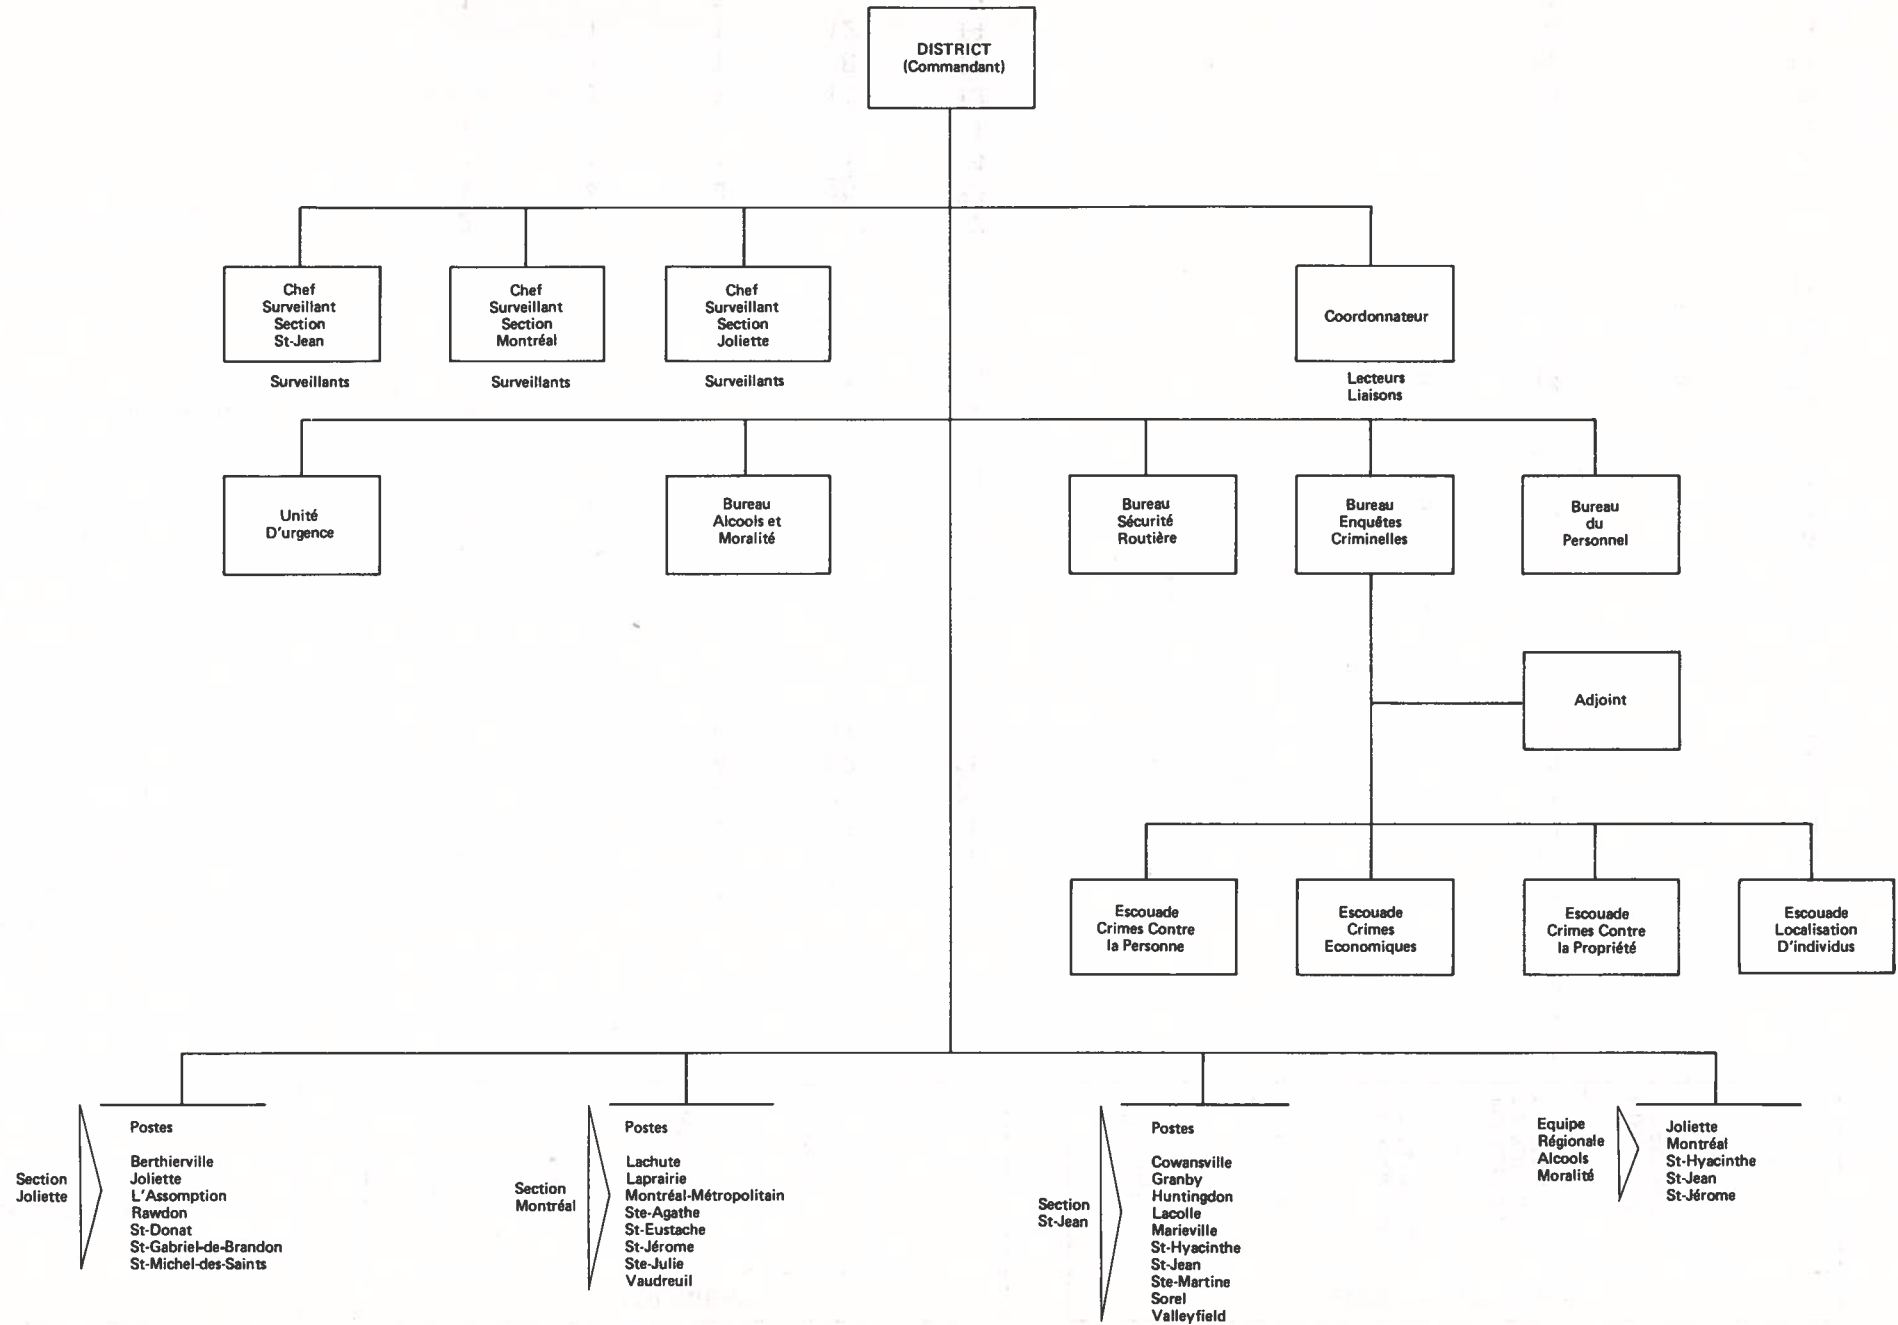 DISTRICT
(Commandant)
Chef
Surveillant
Section
St-Jean
Surveillants
Chef
Surveillant
Section
Montréal
Surveillants
Chef
Surveillant
Section
Joliette
Surveillants
Coordonnateur
Lecteurs
Liaisons
Unité
D'urgence
Bureau
Alcools et
Moralité
Bureau
Sécurité
Routière
Bureau
Enquêtes
Criminelles
Bureau
du
Personnel
Adjoint
Escouade
Crimes Contre
la Personne
Escouade
Crimes
Economiques
Escouade
Crimes Contre
la Propriété
Escouade
Localisation
D'individus
Section
Joliette
Postes
Berthierville
Joliette
L'Assomption
Rawdon
St-Donat
St-Gabriel-de-Brandon
St-Michel-des-Saints
Section
Montréal
Postes
Lachute
Laprairie
Montréal-Métropolitain
Ste-Agathe
St-Eustache
St-Jérome
Ste-Julie
Vaudreuil
Section
St-Jean
Postes
Cowansville
Granby
Huntingdon
Lacolle
Marieville
St-Hyacinthe
St-Jean
Ste-Martine
Sorel
Valleyfield
Equipe
Régionale
Alcools
Moralité
Joliette
Montréal
St-Hyacinthe
St-Jean
St-Jérome